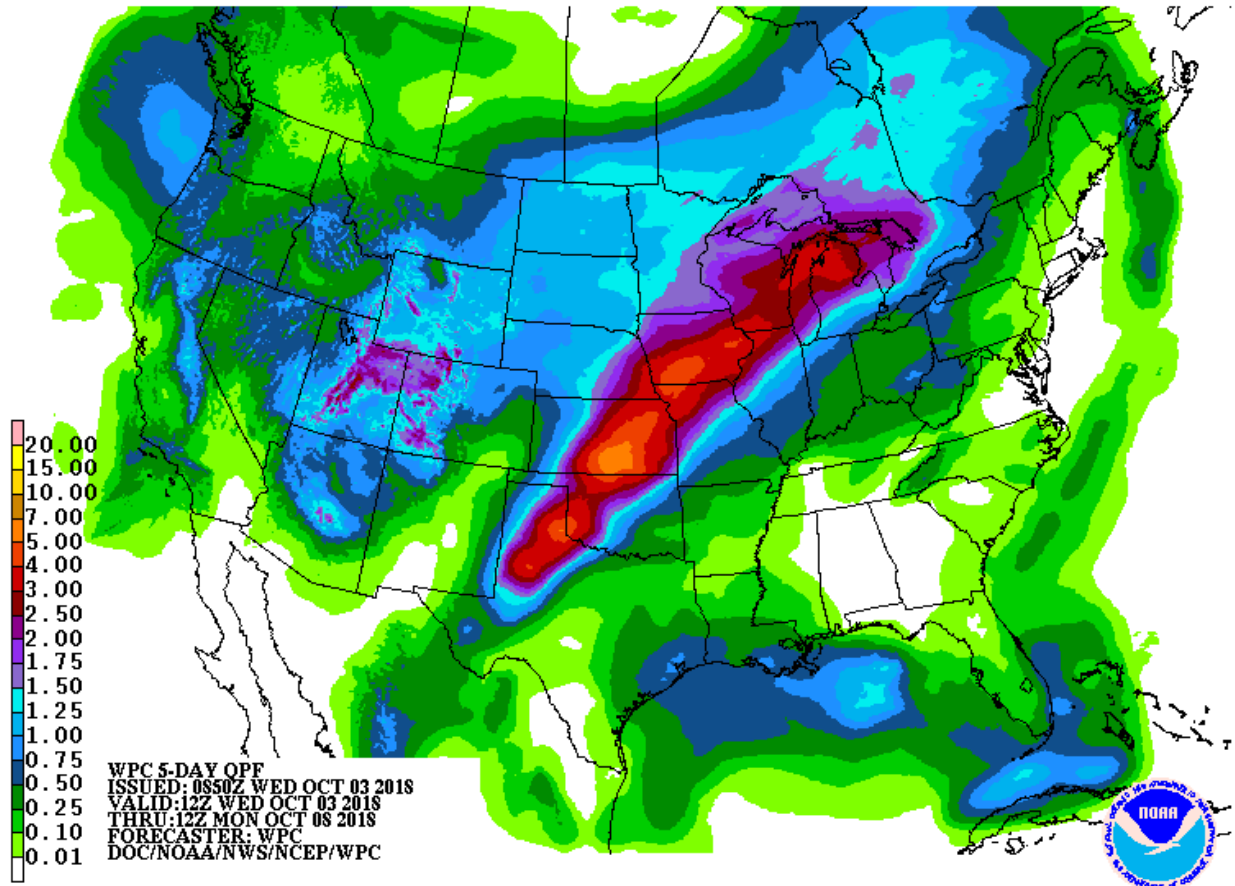 20.00
15.00
10.00
7.00
5.00
4.00
3.00
2.50
2.00
1.75
1.50
1.25
1.00
0.75
0.50
0.25
0.10
0.01
WPC 5-DAY QPF
ISSUED: 0850Z WED OCT 03 2018
VALID:12Z WED OCT 03 2018
THRU:12Z MON OCT 08 2018
FORECASTER: WPC
DOC/NOAA/NWS/NCEP/WPC
NOAA